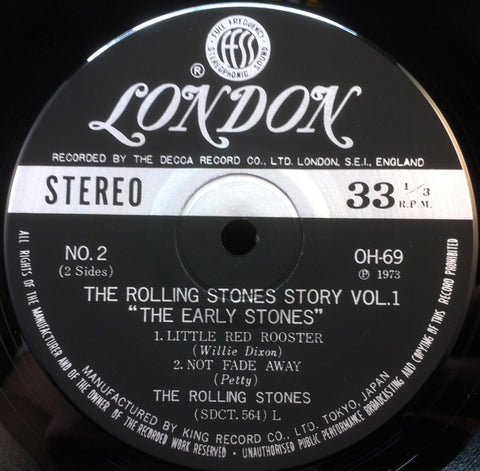 FULL FREQUENCY
STEREOPHONIC SOUND
ffss
®
LONDON
RECORDED BY THE DECCA RECORD CO., LTD. LONDON, S.E.I., ENGLAND
STEREO
33 1/3
R.P.M.
NO. 2
(2 Sides)
OH-69
Ⓟ 1973
THE ROLLING STONES STORY VOL.1
“THE EARLY STONES”
1. LITTLE RED ROOSTER
(Willie Dixon)
2. NOT FADE AWAY
(Petty)
THE ROLLING STONES
(SDCT. 564) L
MANUFACTURED BY KING RECORD CO., LTD. TOKYO, JAPAN
ALL RIGHTS OF THE MANUFACTURER AND OF THE OWNER OF THE RECORDED WORK RESERVED — UNAUTHORISED PUBLIC PERFORMANCE BROADCASTING AND COPYING OF THIS RECORD PROHIBITED